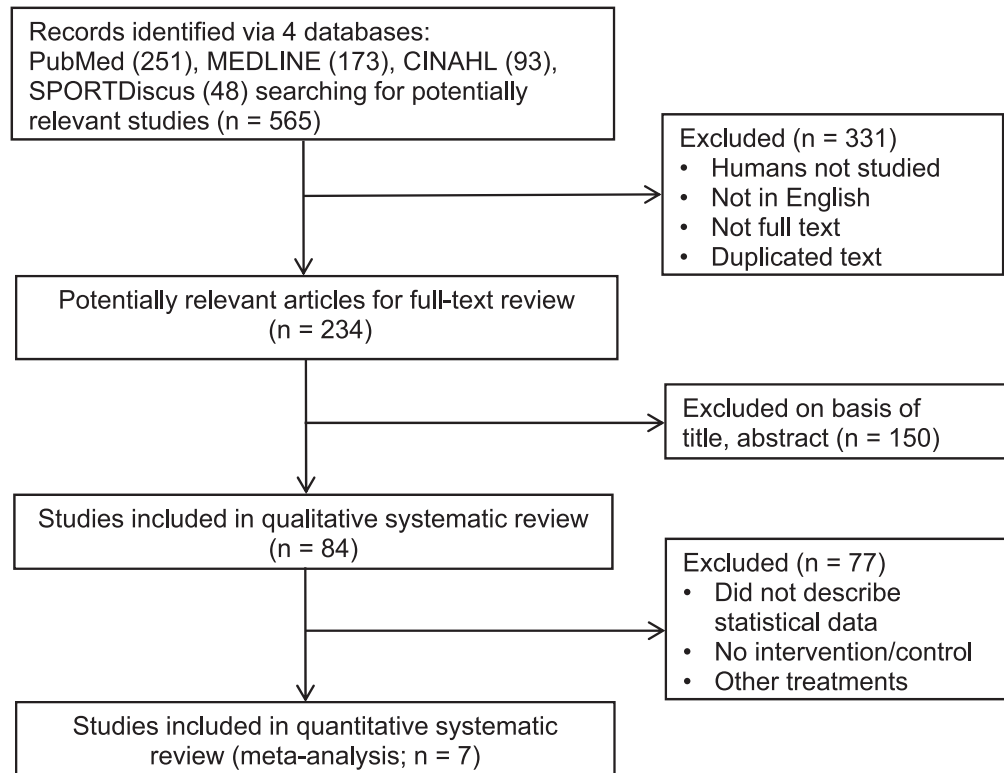 Records identified via 4 databases:
PubMed (251), MEDLINE (173), CINAHL (93),
SPORTDiscus (48) searching for potentially
relevant studies (n = 565)
Excluded (n = 331)
• Humans not studied
• Not in English
• Not full text
• Duplicated text
Potentially relevant articles for full-text review
(n = 234)
Excluded on basis of
title, abstract (n = 150)
Studies included in qualitative systematic review
(n = 84)
Excluded (n = 77)
• Did not describe
statistical data
• No intervention/control
• Other treatments
Studies included in quantitative systematic
review (meta-analysis; n = 7)